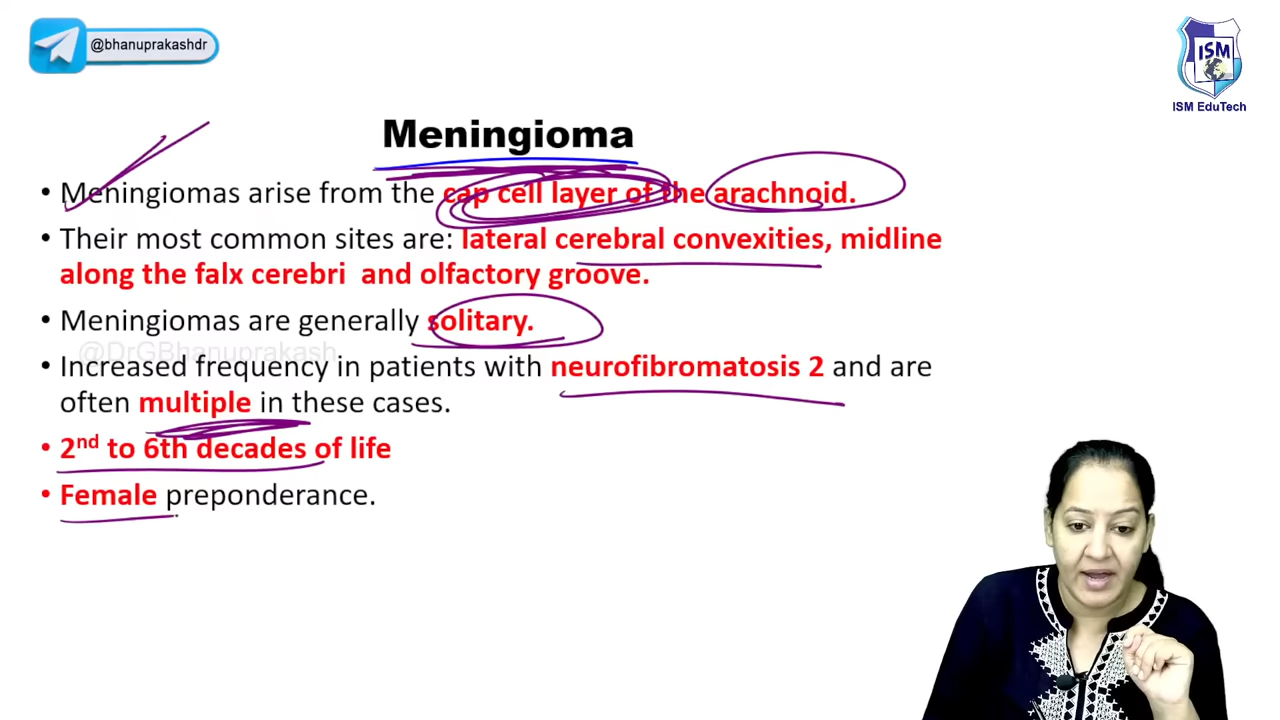 @bhanuprakashdr
ISM
ISM EduTech
Meningioma
• Meningiomas arise from the cap cell layer of the arachnoid.
• Their most common sites are: lateral cerebral convexities, midline
along the falx cerebri and olfactory groove.
• Meningiomas are generally solitary.
@DrGBhanuprakash
• Increased frequency in patients with neurofibromatosis 2 and are
often multiple in these cases.
• 2nd to 6th decades of life
• Female preponderance.